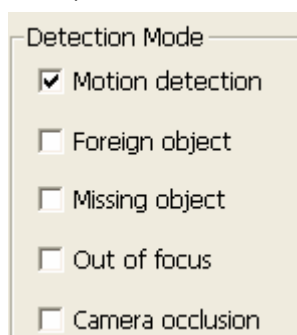 Detection Mode
Motion detection
Foreign object
Missing object
Out of focus
Camera occlusion